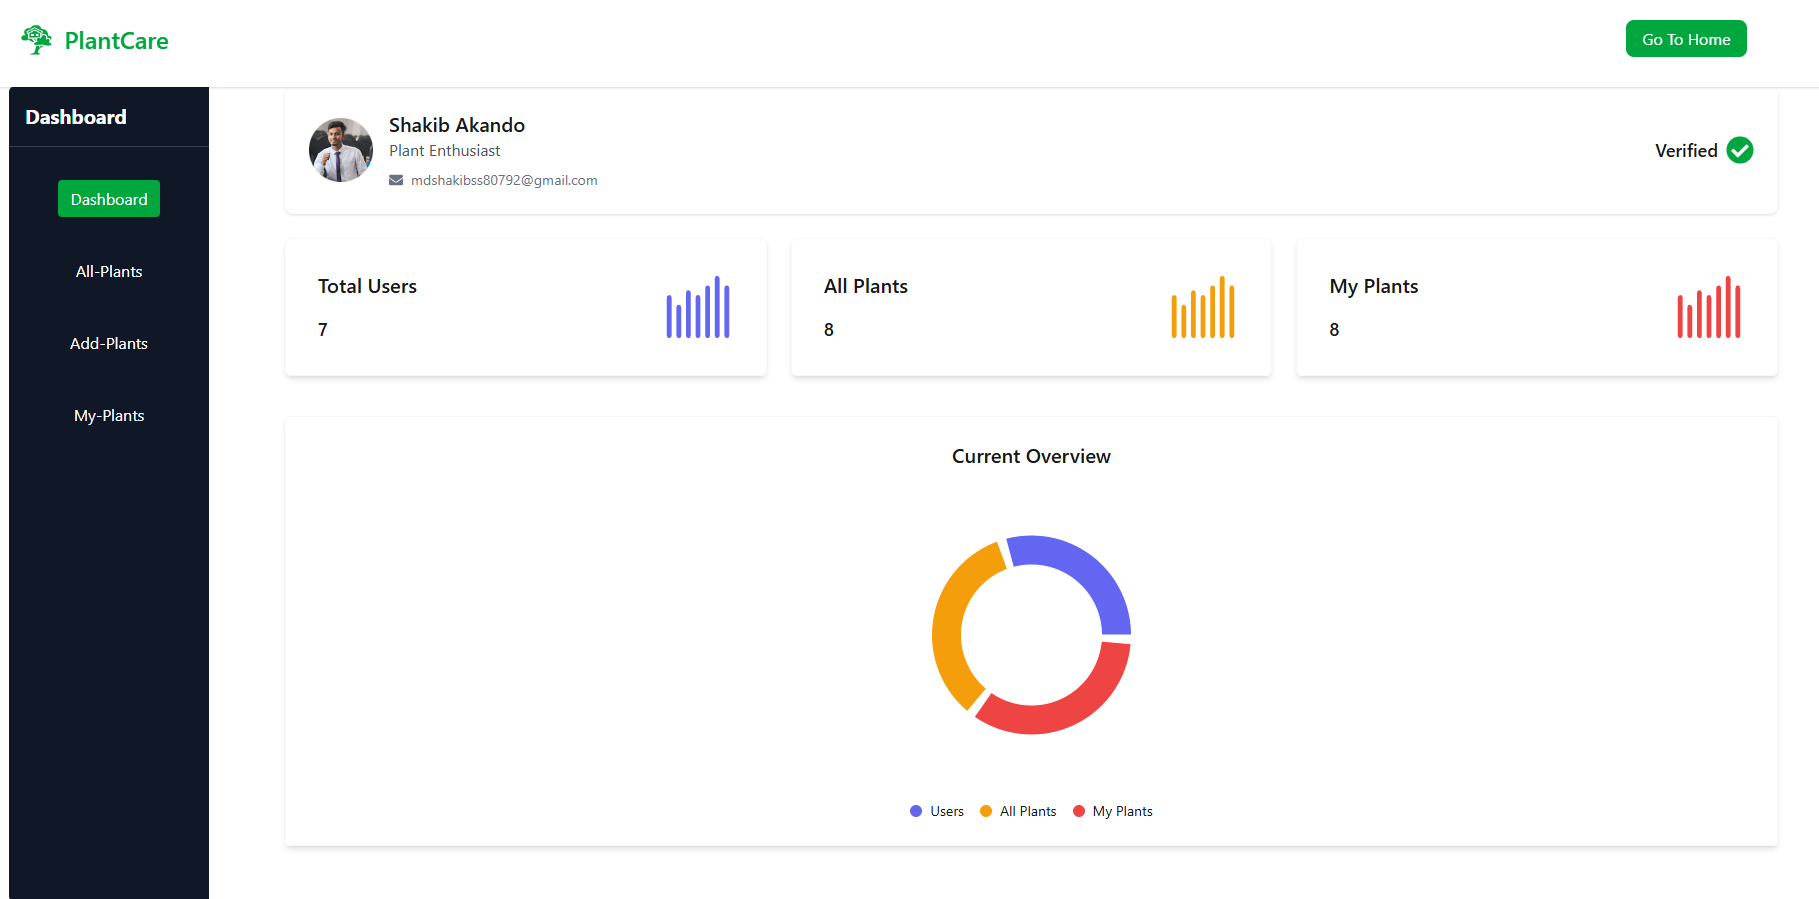 PlantCare
Go To Home
Dashboard
Dashboard
All-Plants
Add-Plants
My-Plants
Shakib Akando
Plant Enthusiast
mdshakibss80792@gmail.com
Verified
Total Users
7
All Plants
8
My Plants
8
Current Overview
Users
All Plants
My Plants